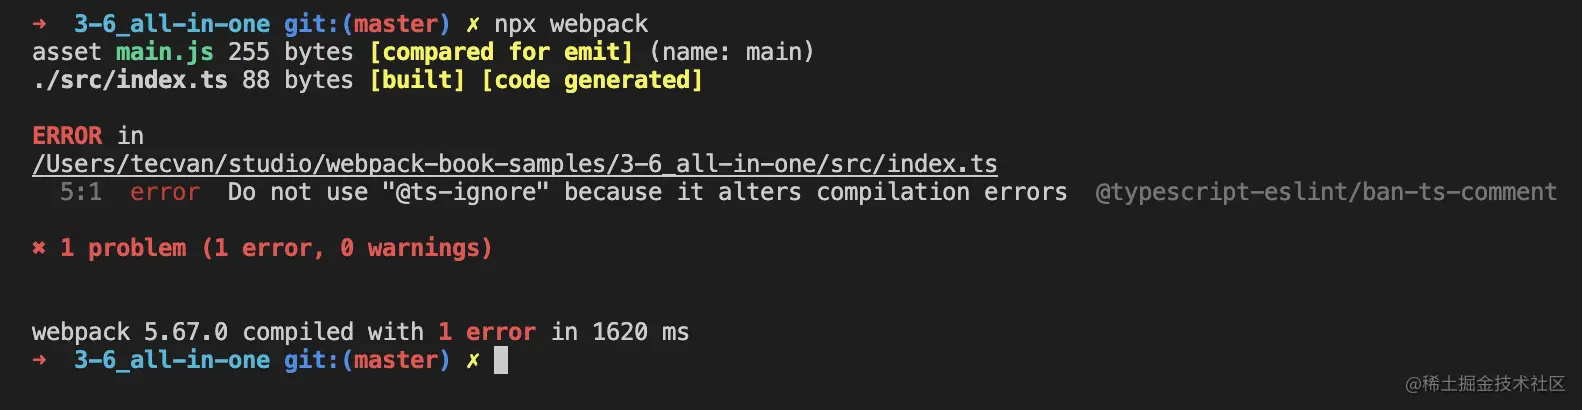 → 3-6_all-in-one git:(master) ✗ npx webpack
asset main.js 255 bytes [compared for emit] (name: main)
./src/index.ts 88 bytes [built] [code generated]
ERROR in
/Users/tecvan/studio/webpack-book-samples/3-6_all-in-one/src/index.ts
5:1 error Do not use "@ts-ignore" because it alters compilation errors @typescript-eslint/ban-ts-comment
✖ 1 problem (1 error, 0 warnings)
webpack 5.67.0 compiled with 1 error in 1620 ms
→ 3-6_all-in-one git:(master) ✗
@稀土掘金技术社区